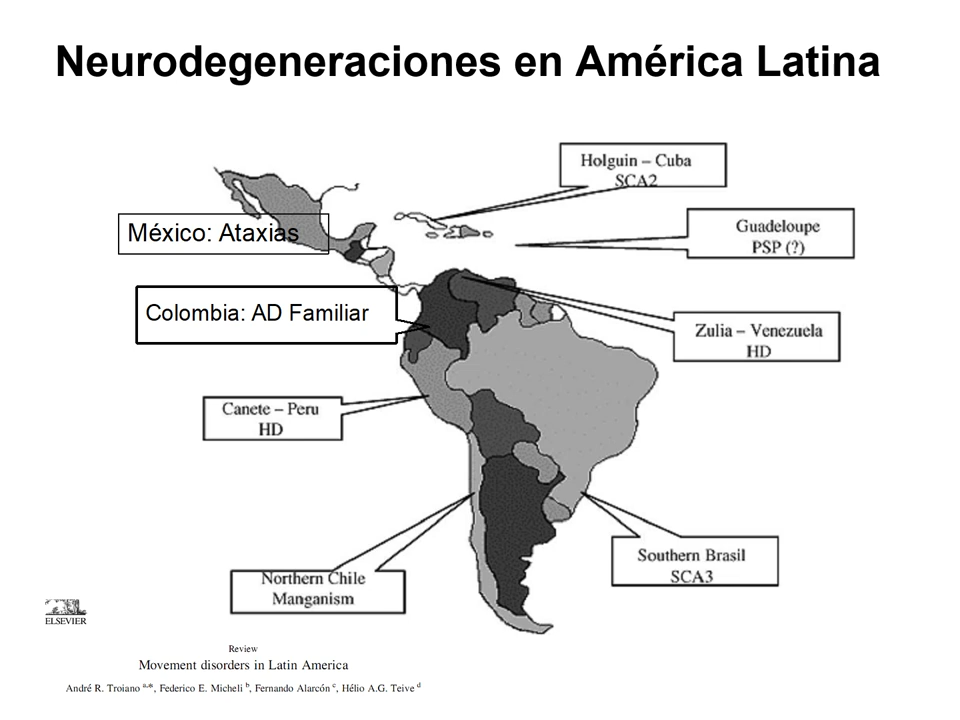 Neurodegeneraciones en América Latina
Holguin – Cuba
SCA2
México: Ataxias
Guadeloupe
PSP (?)
Colombia: AD Familiar
Zulia – Venezuela
HD
Canete – Peru
HD
Southern Brasil
SCA3
Northern Chile
Manganism
ELSEVIER
Review
Movement disorders in Latin America
André R. Troiano a,*, Federico E. Micheli b, Fernando Alarcón c, Hélio A.G. Teive d